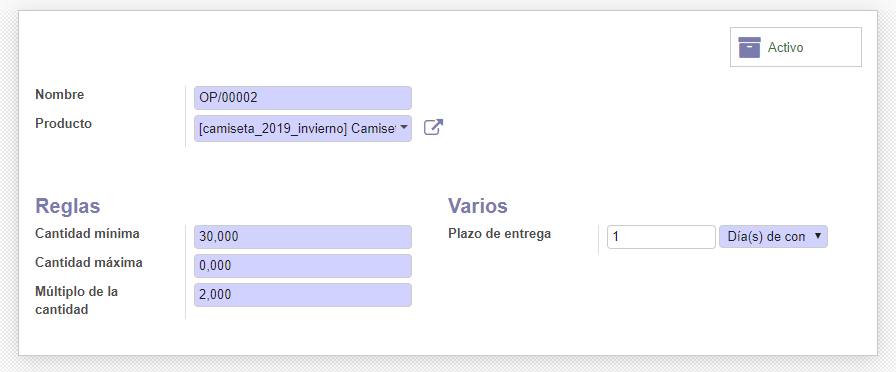 Activo
Nombre
OP/00002
Producto
[camiseta_2019_invierno] Camiset
Reglas
Varios
Cantidad mínima
30,000
Plazo de entrega
1
Día(s) de con
Cantidad máxima
0,000
Múltiplo de la
cantidad
2,000